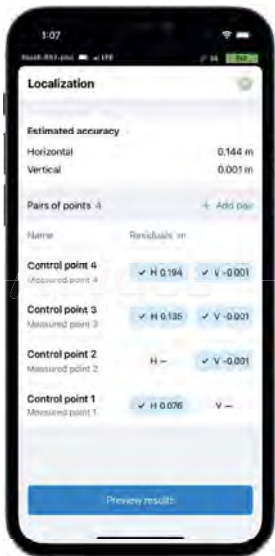 1:07
LTE
Localization
Estimated accuracy
Horizontal 0.144 m
Vertical 0.001 m
Pairs of points 4 + Add pair
Name Residuals m
Control point 4 ✓ H 0.194 ✓ V -0.001
Measured point 4
Control point 3 ✓ H 0.135 ✓ V -0.001
Measured point 3
Control point 2 H — ✓ V -0.001
Measured point 2
Control point 1 ✓ H 0.076 V —
Measured point 1
Preview results